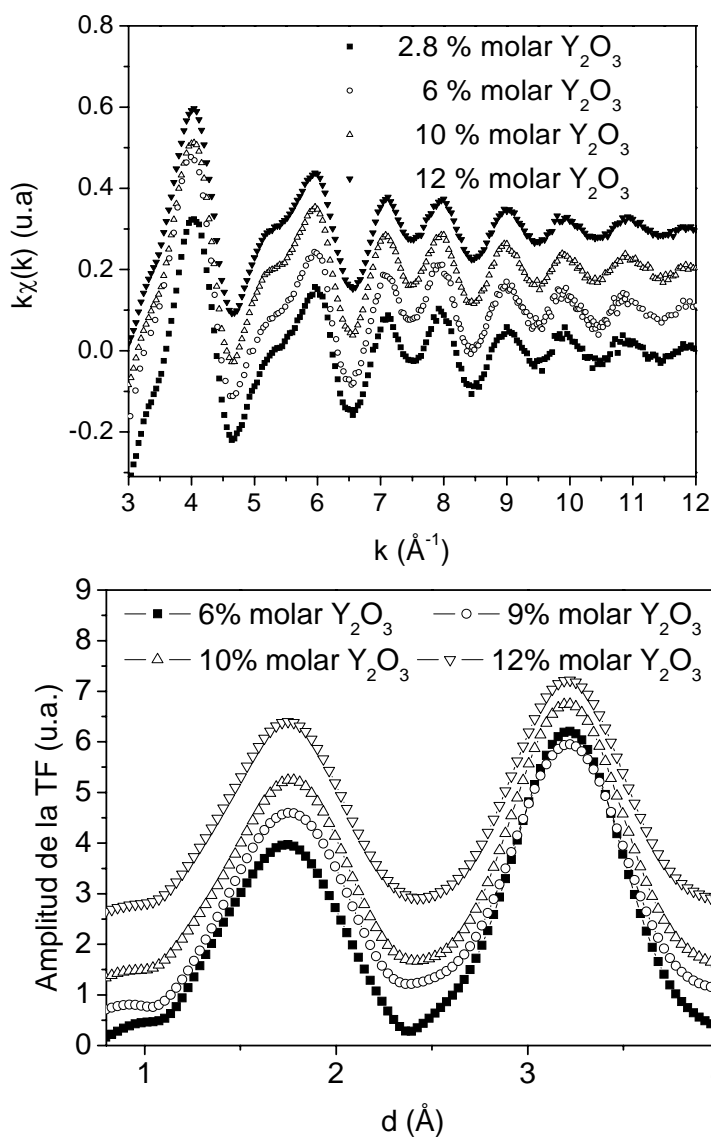 0.8
2.8 % molar Y₂O₃
6 % molar Y₂O₃
10 % molar Y₂O₃
12 % molar Y₂O₃
0.6
0.4
0.2
0.0
-0.2
kχ(k) (u.a)
3 4 5 6 7 8 9 10 11 12
k (Å⁻¹)
9
6% molar Y₂O₃ 9% molar Y₂O₃
10% molar Y₂O₃ 12% molar Y₂O₃
8
7
6
5
4
3
2
1
0
Amplitud de la TF (u.a.)
1 2 3
d (Å)